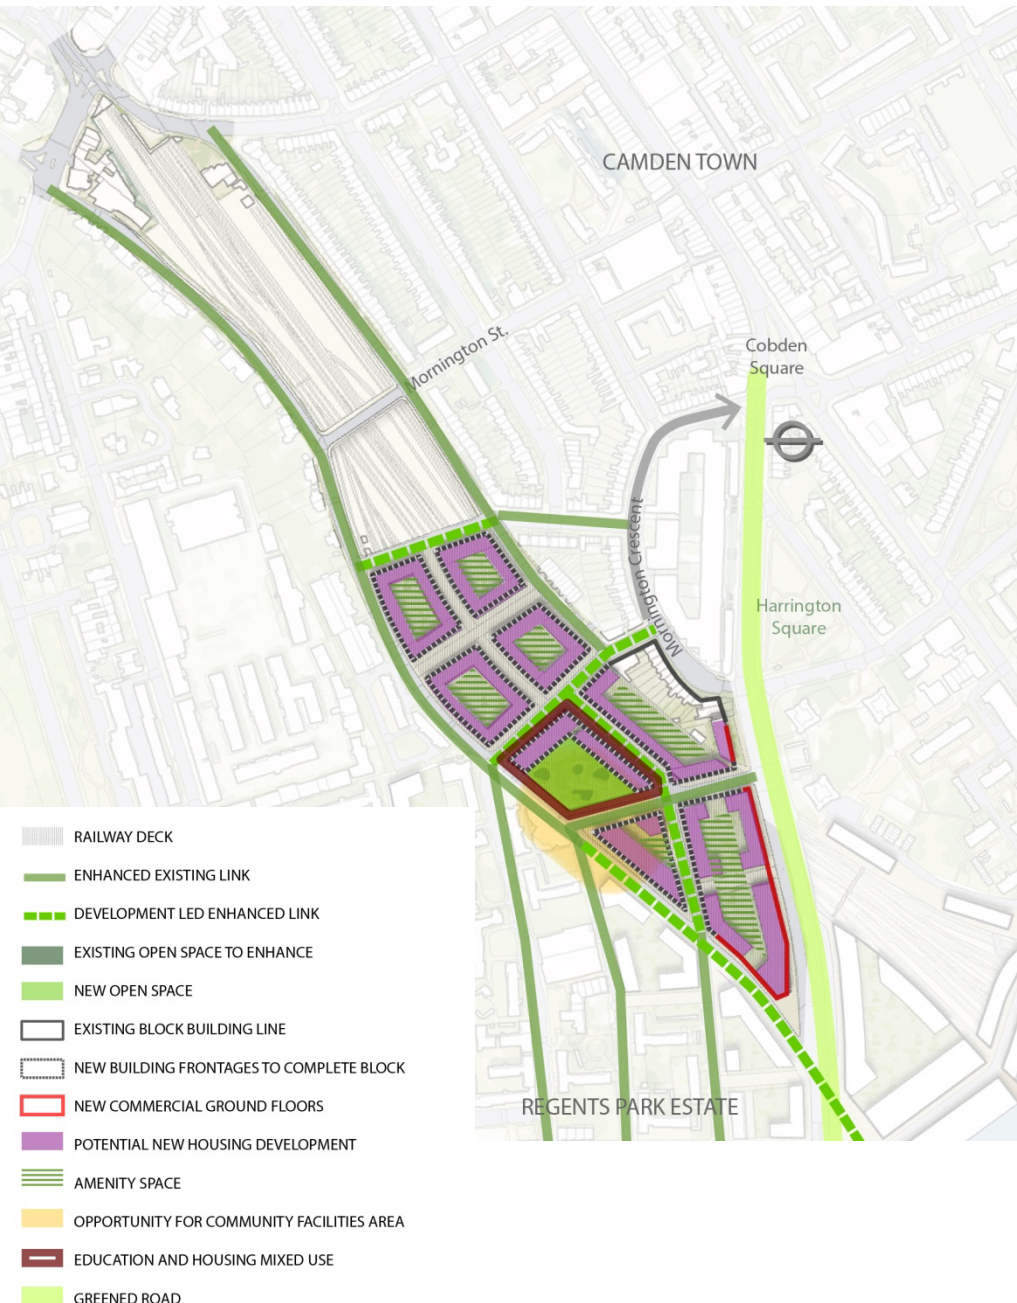 CAMDEN TOWN
Mornington St.
Cobden
Square
Mornington Crescent
Harrington
Square
RAILWAY DECK
ENHANCED EXISTING LINK
DEVELOPMENT LED ENHANCED LINK
EXISTING OPEN SPACE TO ENHANCE
NEW OPEN SPACE
EXISTING BLOCK BUILDING LINE
NEW BUILDING FRONTAGES TO COMPLETE BLOCK
NEW COMMERCIAL GROUND FLOORS
REGENTS PARK ESTATE
POTENTIAL NEW HOUSING DEVELOPMENT
AMENITY SPACE
OPPORTUNITY FOR COMMUNITY FACILITIES AREA
EDUCATION AND HOUSING MIXED USE
GREENED ROAD